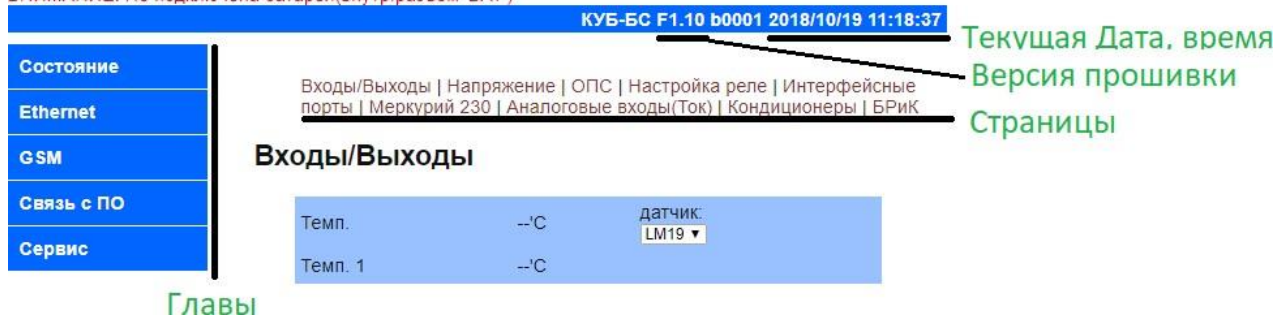 КУБ-БС F1.10 b0001 2018/10/19 11:18:37
Текущая Дата, время
Версия прошивки
Страницы
Состояние
Ethernet
GSM
Связь с ПО
Сервис
Главы
Входы/Выходы | Напряжение | ОПС | Настройка реле | Интерфейсные
порты | Меркурий 230 | Аналоговые входы(Ток) | Кондиционеры | БРиК
Входы/Выходы
Темп. --'C датчик:
LM19 ▼
Темп. 1 --'C